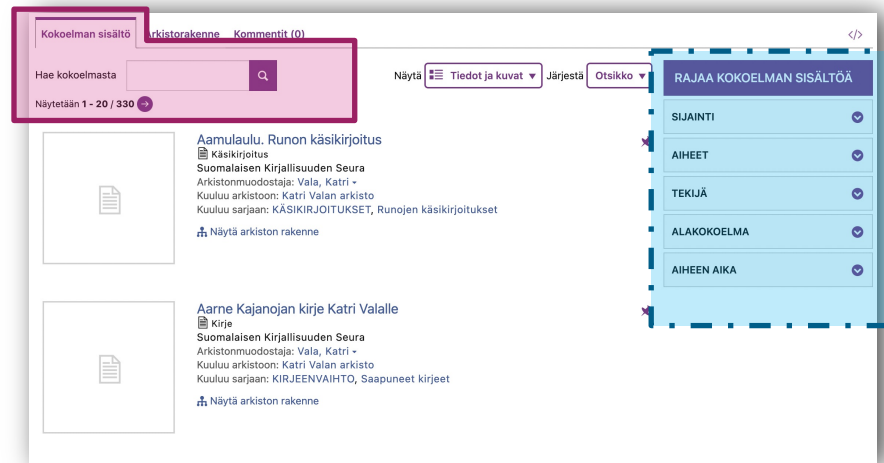 Kokoelman sisältö Arkistorakenne Kommentit (0) </>
Hae kokoelmasta
Näytä Tiedot ja kuvat Järjestä Otsikko
Näytetään 1 - 20 / 330
RAJAA KOKOELMAN SISÄLTÖÄ
SIJAINTI
AIHEET
TEKIJÄ
ALAKOKOELMA
AIHEEN AIKA
Aamulaulu. Runon käsikirjoitus
Käsikirjoitus
Suomalaisen Kirjallisuuden Seura
Arkistonmuodostaja: Vala, Katri
Kuuluu arkistoon: Katri Valan arkisto
Kuuluu sarjaan: KÄSIKIRJOITUKSET, Runojen käsikirjoitukset
Näytä arkiston rakenne
Aarne Kajanojan kirje Katri Valalle
Kirje
Suomalaisen Kirjallisuuden Seura
Arkistonmuodostaja: Vala, Katri
Kuuluu arkistoon: Katri Valan arkisto
Kuuluu sarjaan: KIRJEENVAIHTO, Saapuneet kirjeet
Näytä arkiston rakenne